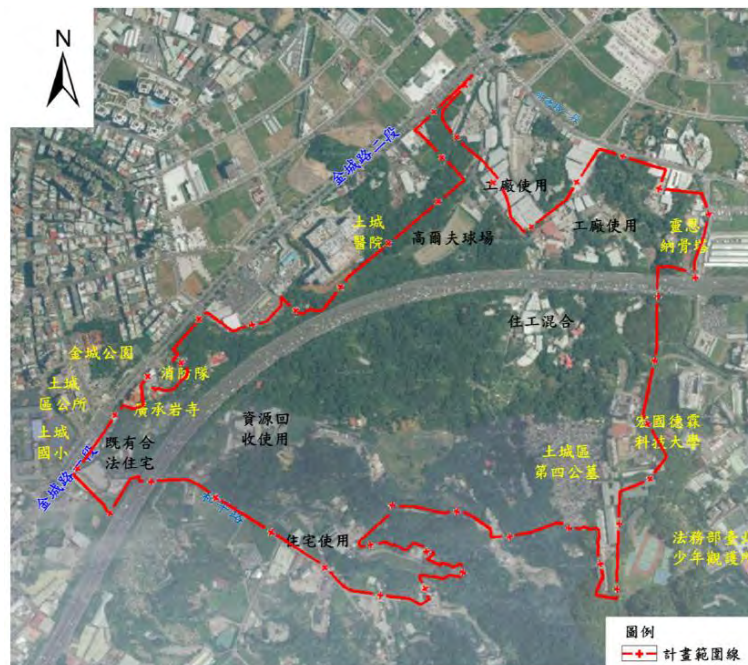 N
金城路二段
工廠使用
土城
醫院
高爾夫球場
工廠使用
靈恩
納骨塔
住工混合
金城公園
消防隊
土城
區公所
廣承岩寺
資源回
收使用
土城
國小
既有合
法住宅
土城區
第四公墓
宏國德霖
科技大學
金城路二段
住宅使用
法務部臺北
少年觀護所
圖例
計畫範圍線